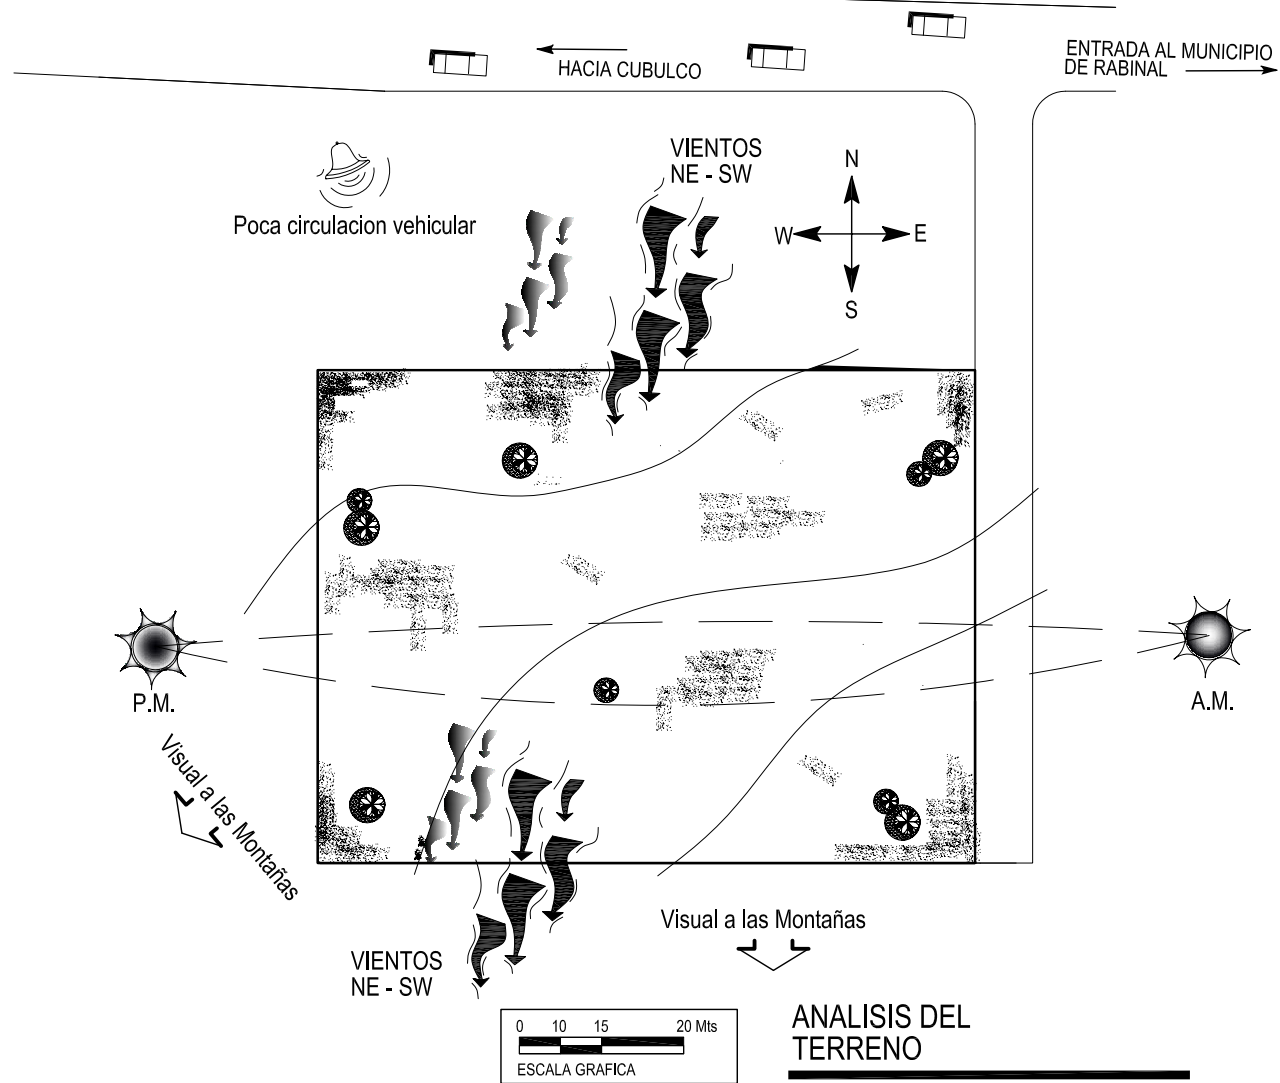 ENTRADA AL MUNICIPIO
DE RABINAL
HACIA CUBULCO
VIENTOS
NE - SW
N
W
E
S
Poca circulacion vehicular
P.M.
A.M.
Visual a las Montañas
Visual a las Montañas
VIENTOS
NE - SW
0 10 15 20 Mts
ESCALA GRAFICA
ANALISIS DEL
TERRENO